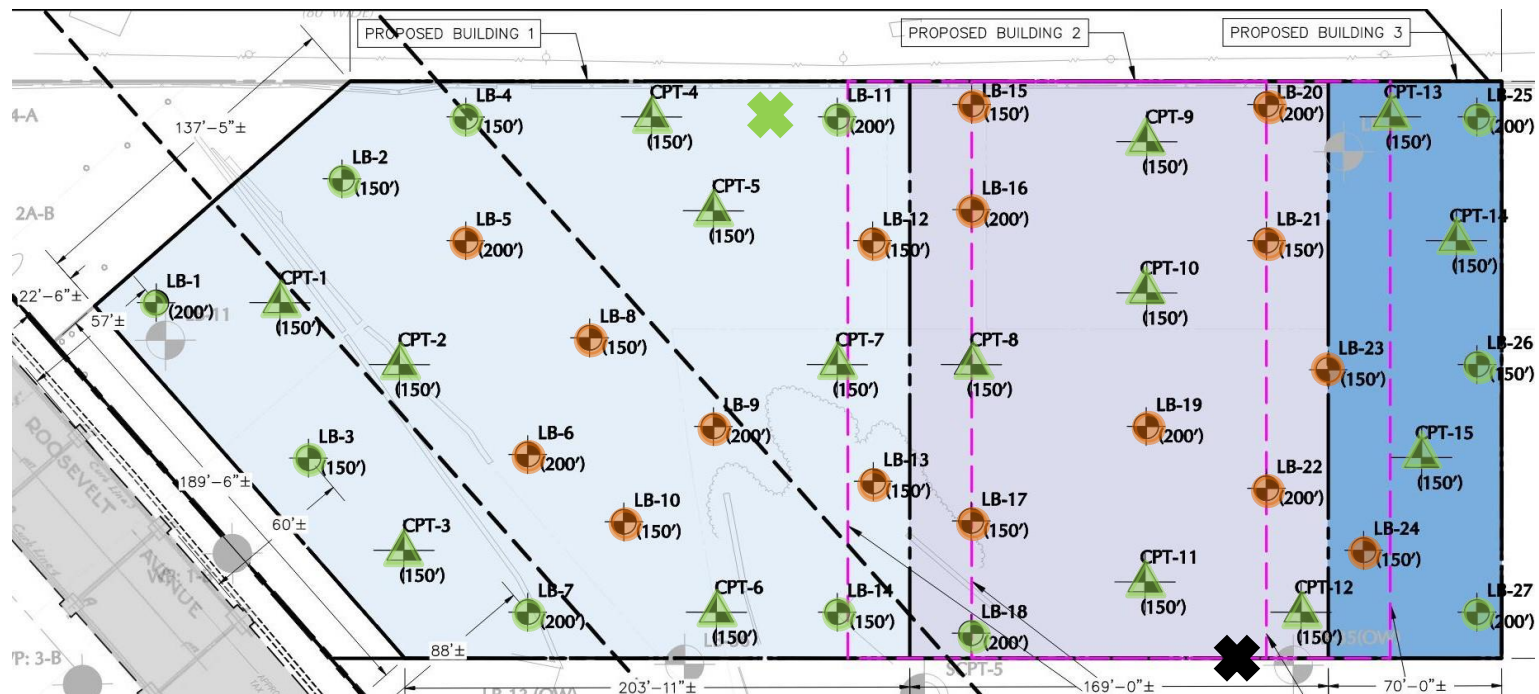 (80' WIDE)
PROPOSED BUILDING 1
PROPOSED BUILDING 2
PROPOSED BUILDING 3
4-A
137'-5"±
LB-4
(150')
CPT-4
(150')
LB-11
(200')
LB-15
(150')
CPT-9
(150')
LB-20
(200')
CPT-13
(150')
LB-25
(200')
LB-2
(150')
CPT-5
(150')
LB-16
(200')
2A-B
LB-5
(200')
LB-12
(150')
LB-21
(150')
CPT-14
(150')
LB-1
(200')
CPT-1
(150')
CPT-10
(150')
22'-6"±
57'±
LB-8
(150')
CPT-2
(150')
CPT-7
(150')
CPT-8
(150')
LB-23
(150')
LB-26
(150')
LB-9
(200')
LB-19
(200')
ROOSEVELT
AVENUE
LB-3
(150')
LB-6
(200')
LB-13
(150')
CPT-15
(150')
189'-6"±
LB-22
(200')
LB-10
(150')
LB-17
(150')
60'±
CPT-3
(150')
LB-24
(150')
LB-7
(200')
CPT-6
(150')
LB-14
(150')
CPT-11
(150')
CPT-12
(150')
LB-27
(200')
LB-18
(200')
88'±
SCPT-5
203'-11"±
169'-0"±
70'-0"±